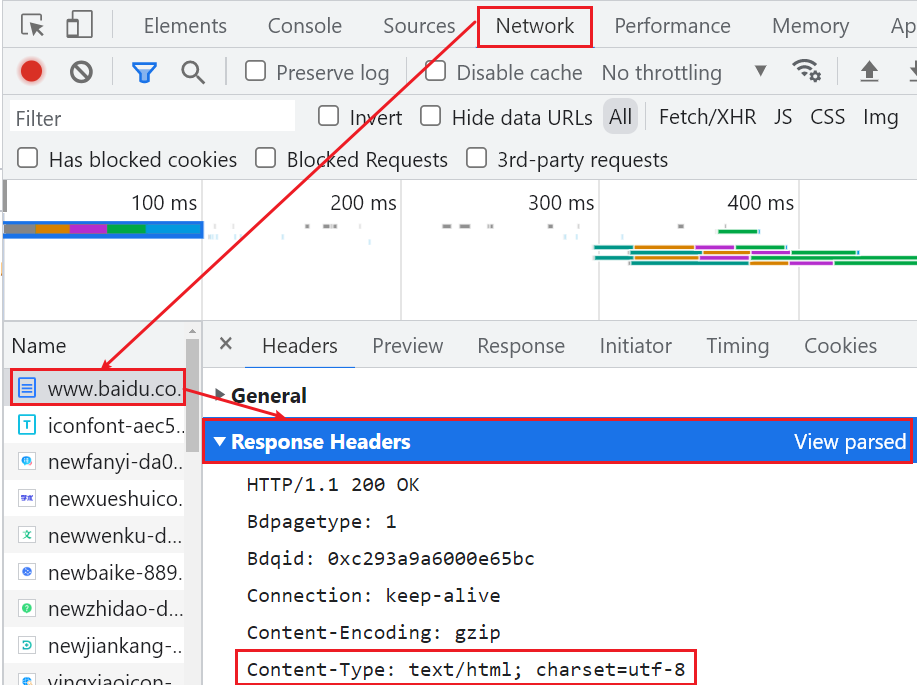 Elements Console Sources Network Performance Memory Ap
Preserve log Disable cache No throttling
Filter Invert Hide data URLs All Fetch/XHR JS CSS Img
Has blocked cookies Blocked Requests 3rd-party requests
100 ms 200 ms 300 ms 400 ms
Name
www.baidu.co.
iconfont-aec5...
newfanyi-da0...
newxueshuico.
newwenku-d...
newbaike-889.
newzhidao-d...
newjiankang-
yingxiaoicon-
× Headers Preview Response Initiator Timing Cookies
General
Response Headers View parsed
HTTP/1.1 200 OK
Bdpagetype: 1
Bdqid: 0xc293a9a6000e65bc
Connection: keep-alive
Content-Encoding: gzip
Content-Type: text/html; charset=utf-8